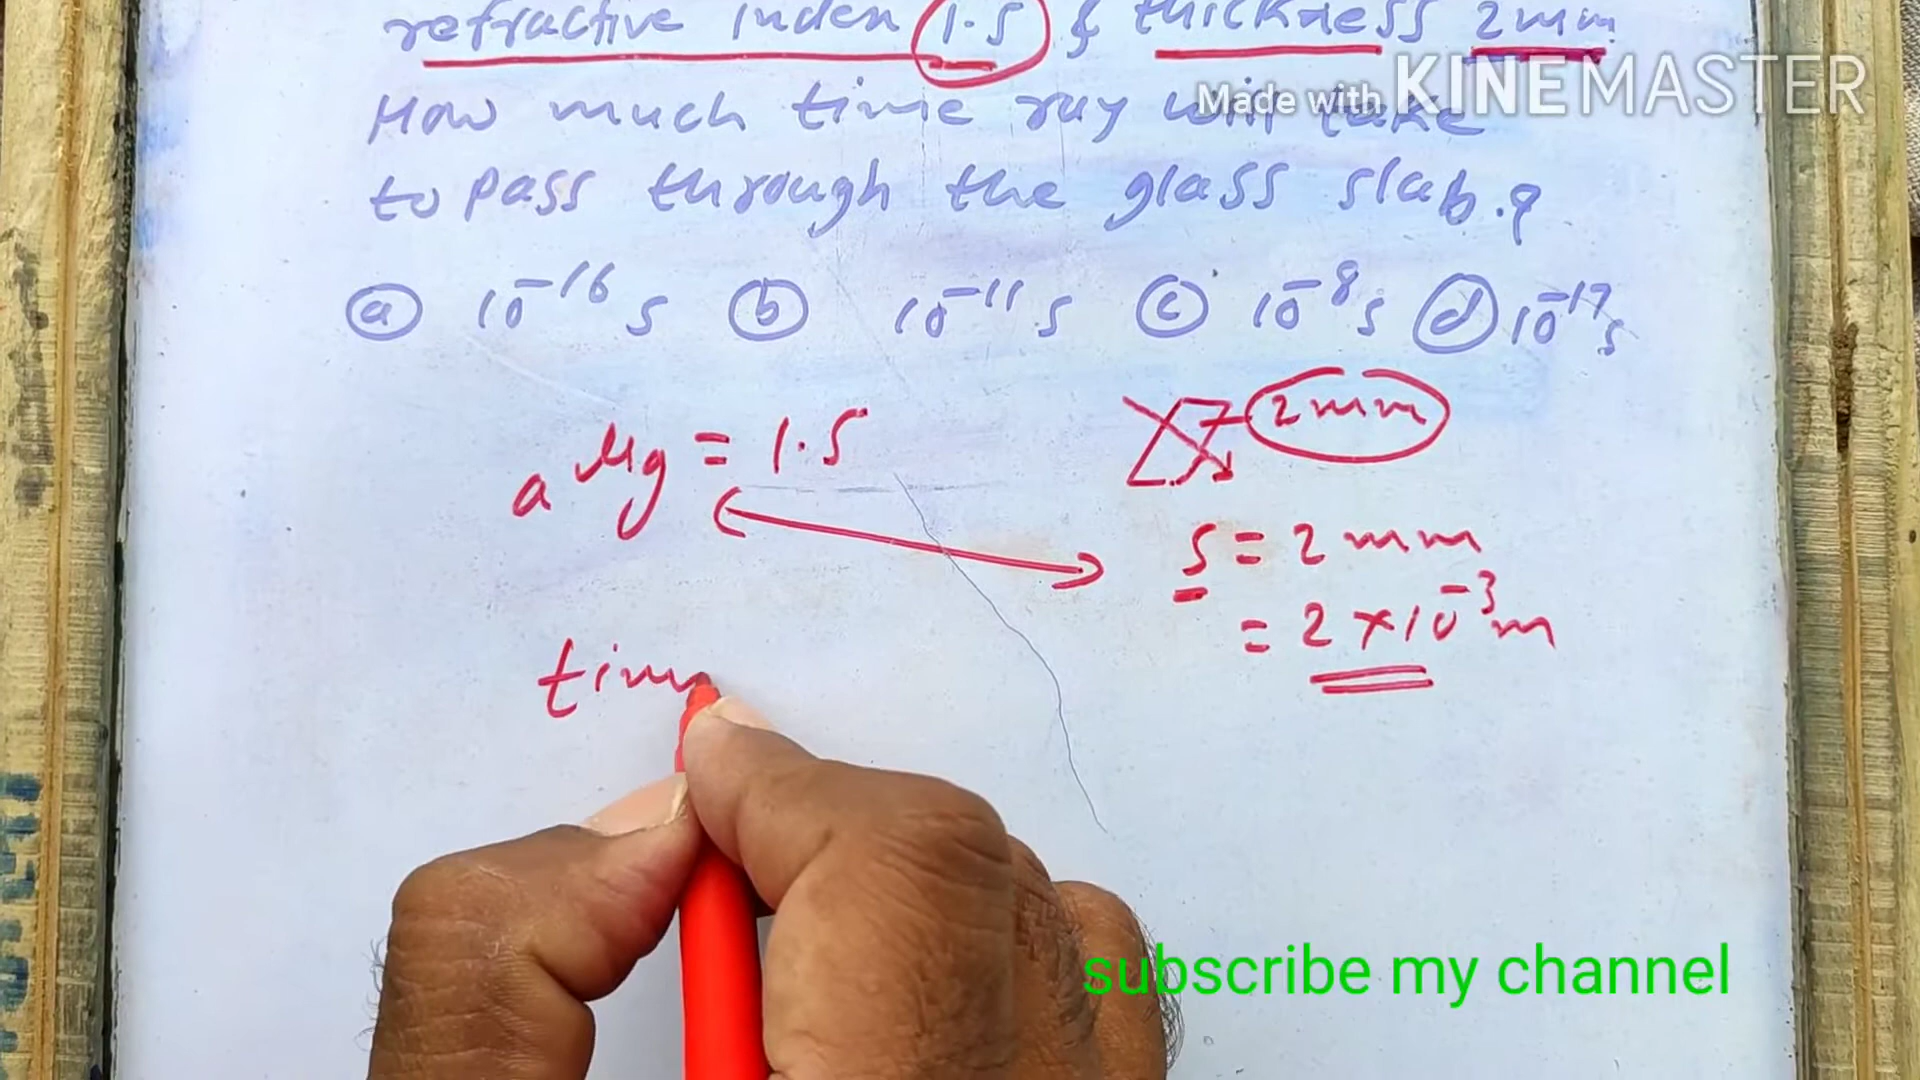 refractive index 1.5 & thickness 2mm
Made with KINEMASTER
How much time ray will take
to pass through the glass slab.?
a 10⁻¹⁶ s b 10⁻¹¹ s c 10⁻⁸ s d 10⁻¹⁷ s
aμg = 1.5
2mm
s = 2mm
= 2 × 10⁻³ m
tim
subscribe my channel